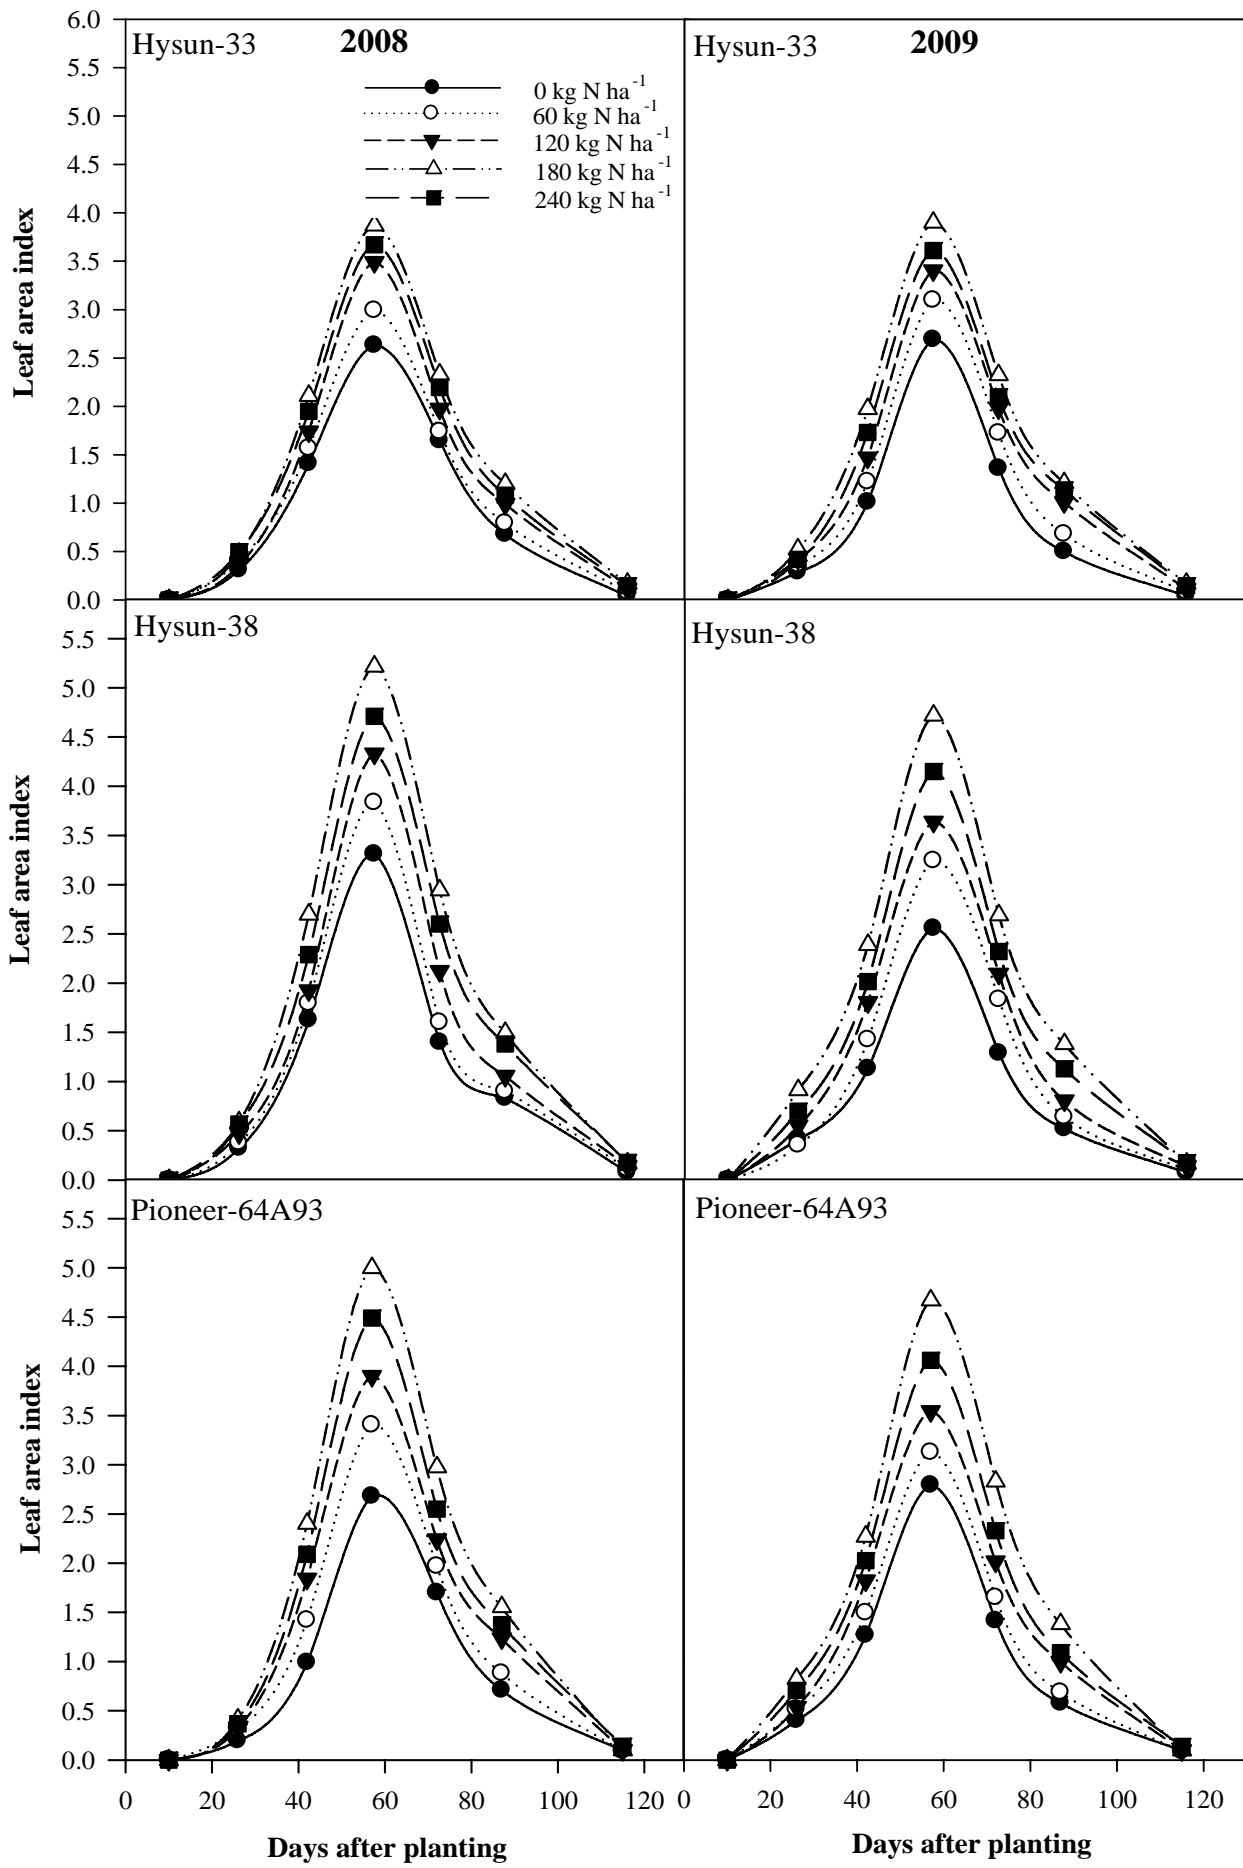 Hysun-33
2008
Hysun-33
2009
0 kg N ha-1
60 kg N ha-1
120 kg N ha-1
180 kg N ha-1
240 kg N ha-1
6.0
5.5
5.0
4.5
4.0
3.5
3.0
2.5
2.0
1.5
1.0
0.5
0.0
Leaf area index
Hysun-38
Hysun-38
5.5
5.0
4.5
4.0
3.5
3.0
2.5
2.0
1.5
1.0
0.5
0.0
Leaf area index
Pioneer-64A93
Pioneer-64A93
5.5
5.0
4.5
4.0
3.5
3.0
2.5
2.0
1.5
1.0
0.5
0.0
Leaf area index
0 20 40 60 80 100 120
0 20 40 60 80 100 120
Days after planting
Days after planting